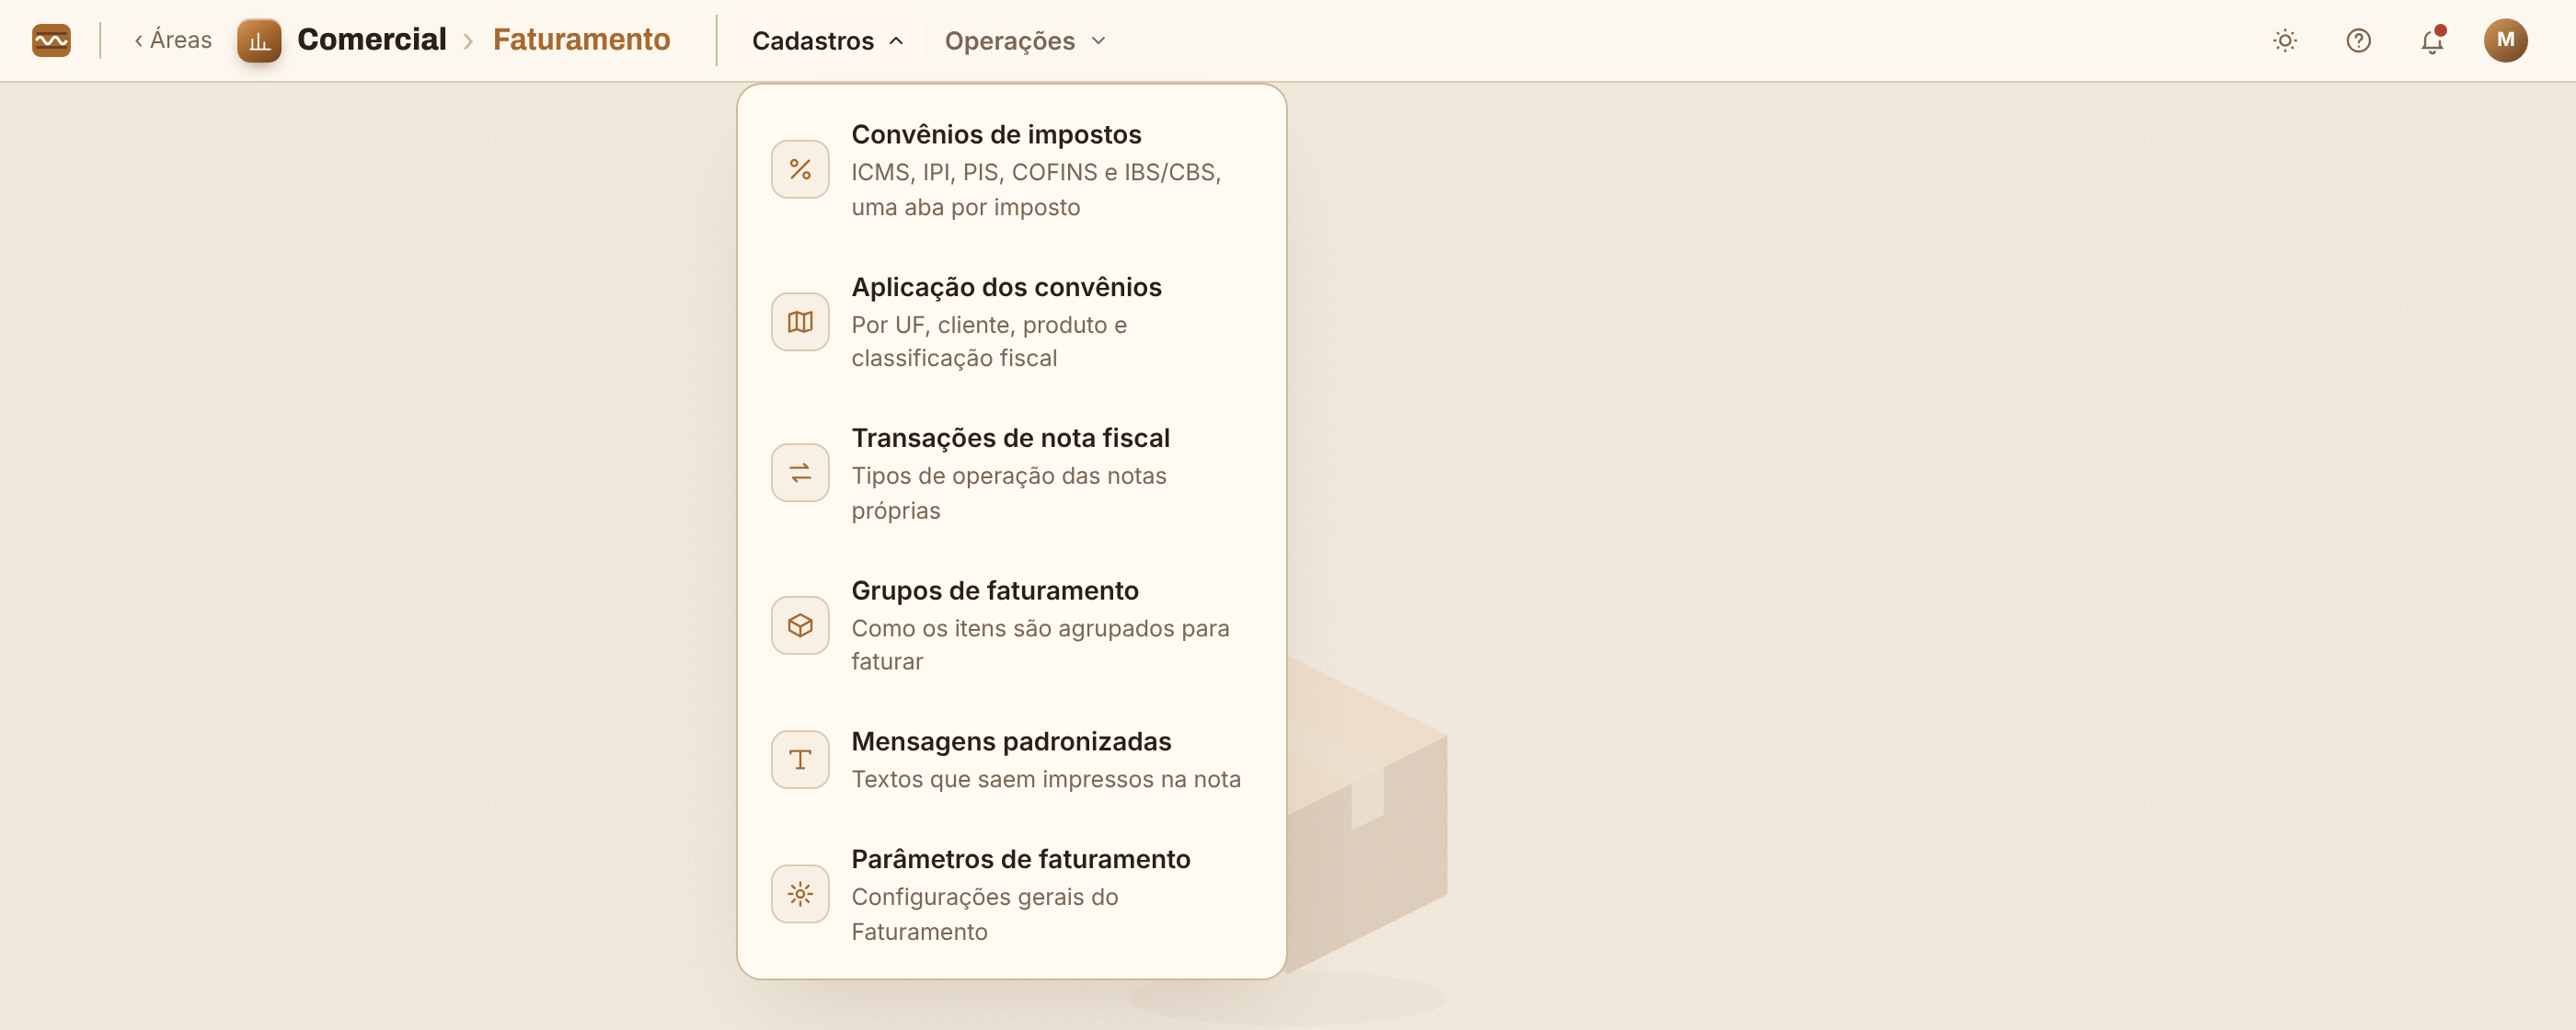 ‹ Áreas Comercial › Faturamento Cadastros Operações M
Convênios de impostos
ICMS, IPI, PIS, COFINS e IBS/CBS,
uma aba por imposto
Aplicação dos convênios
Por UF, cliente, produto e
classificação fiscal
Transações de nota fiscal
Tipos de operação das notas
próprias
Grupos de faturamento
Como os itens são agrupados para
faturar
Mensagens padronizadas
Textos que saem impressos na nota
Parâmetros de faturamento
Configurações gerais do
Faturamento